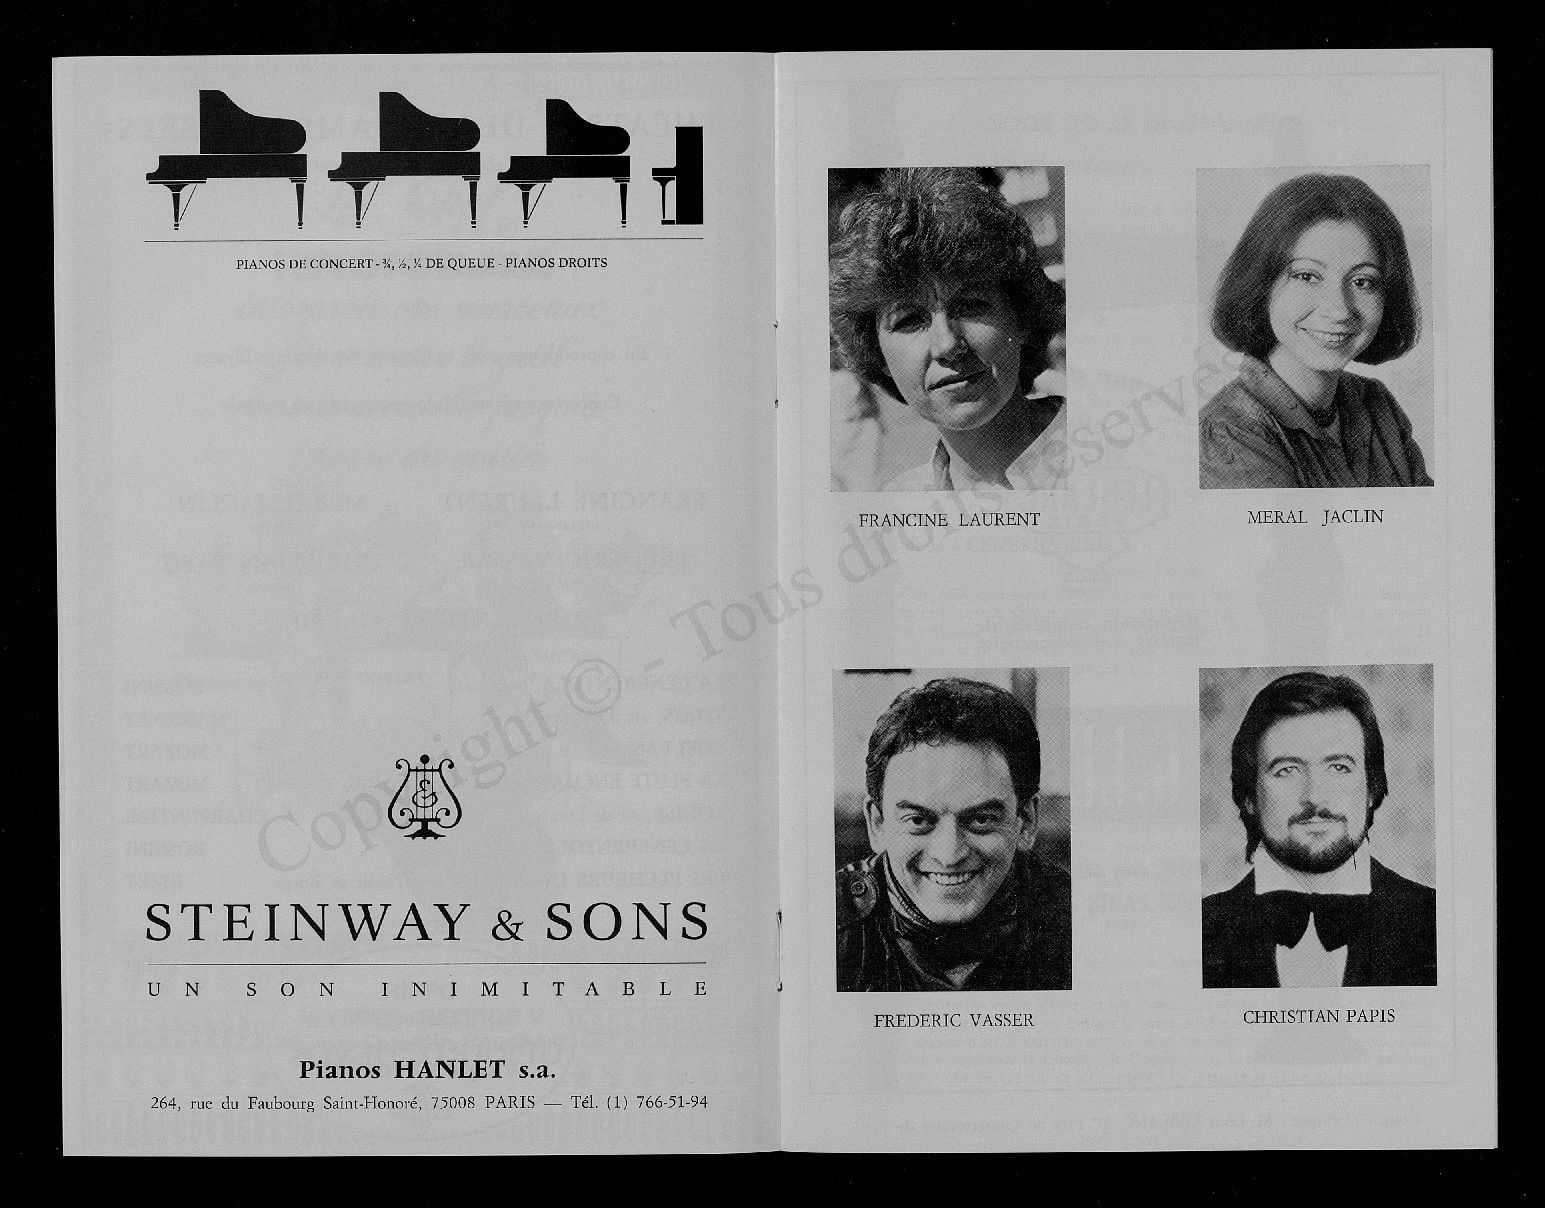 PIANOS DE CONCERT - ¾, ½, ¼ DE QUEUE - PIANOS DROITS
STEINWAY & SONS
UN SON INIMITABLE
Pianos HANLET s.a.
264, rue du Faubourg Saint-Honoré, 75008 PARIS — Tél. (1) 766-51-94
FRANCINE LAURENT
MERAL JACLIN
FREDERIC VASSER
CHRISTIAN PAPIS
Copyright © - Tous droits réservés